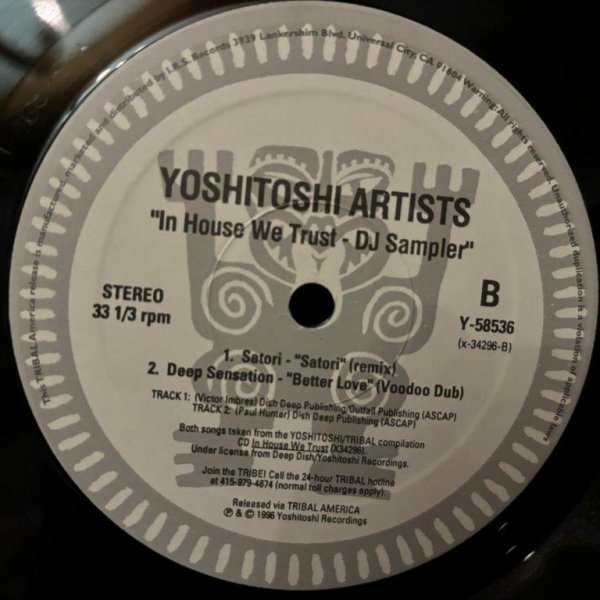 This TRIBAL America release is manufactured, marketed and distributed by I.R.S. Records 3939 Lankershim Blvd. Universal City, CA 91604 Warning: All rights reserved. Unauthorized duplication is a violation of applicable laws
YOSHITOSHI ARTISTS
"In House We Trust - DJ Sampler"
STEREO
33 1/3 rpm
B
Y-58536
(x-34296-B)
1. Satori - "Satori" (remix)
2. Deep Sensation - "Better Love" (Voodoo Dub)
TRACK 1: (Victor Imbres) Dish Deep Publishing/Outfall Publishing (ASCAP)
TRACK 2: (Paul Hunter) Dish Deep Publishing (ASCAP)
Both songs taken from the YOSHITOSHI/TRIBAL compilation
CD In House We Trust (X34296).
Under license from Deep Dish/Yoshitoshi Recordings.
Join the TRIBE! Call the 24-hour TRIBAL hotline
at 415-979-4874 (normal toll charges apply).
Released via TRIBAL AMERICA
℗ & © 1996 Yoshitoshi Recordings